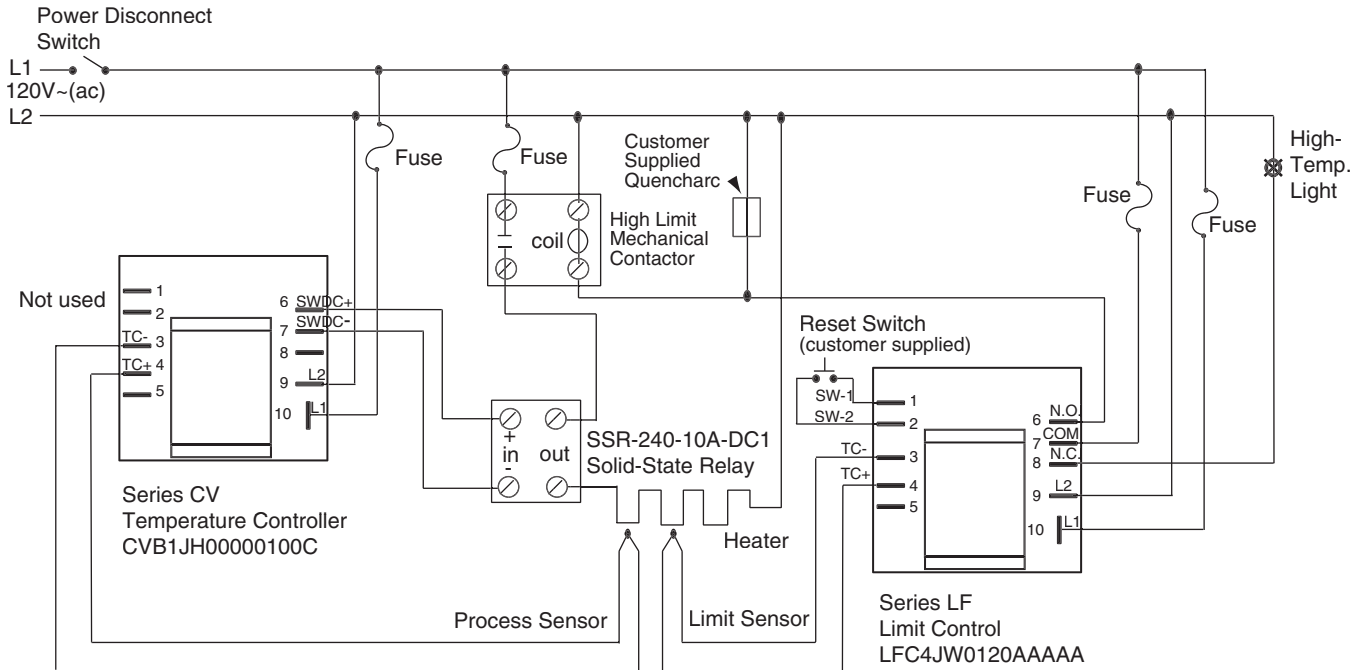 Power Disconnect
Switch
L1
120V~(ac)
L2
Fuse
Fuse
Customer
Supplied
Quencharc
High-
Temp.
Light
Fuse
Fuse
coil
High Limit
Mechanical
Contactor
Not used
1
2
TC- 3
TC+ 4
5
6 SWDC+
7 SWDC-
8
9 L2
10 L1
Reset Switch
(customer supplied)
SW-1 1
SW-2 2
TC- 3
TC+ 4
5
6 N.O.
7 COM
8 N.C.
9 L2
10 L1
+
in
-
out
SSR-240-10A-DC1
Solid-State Relay
Heater
Series CV
Temperature Controller
CVB1JH00000100C
Process Sensor
Limit Sensor
Series LF
Limit Control
LFC4JW0120AAAAA